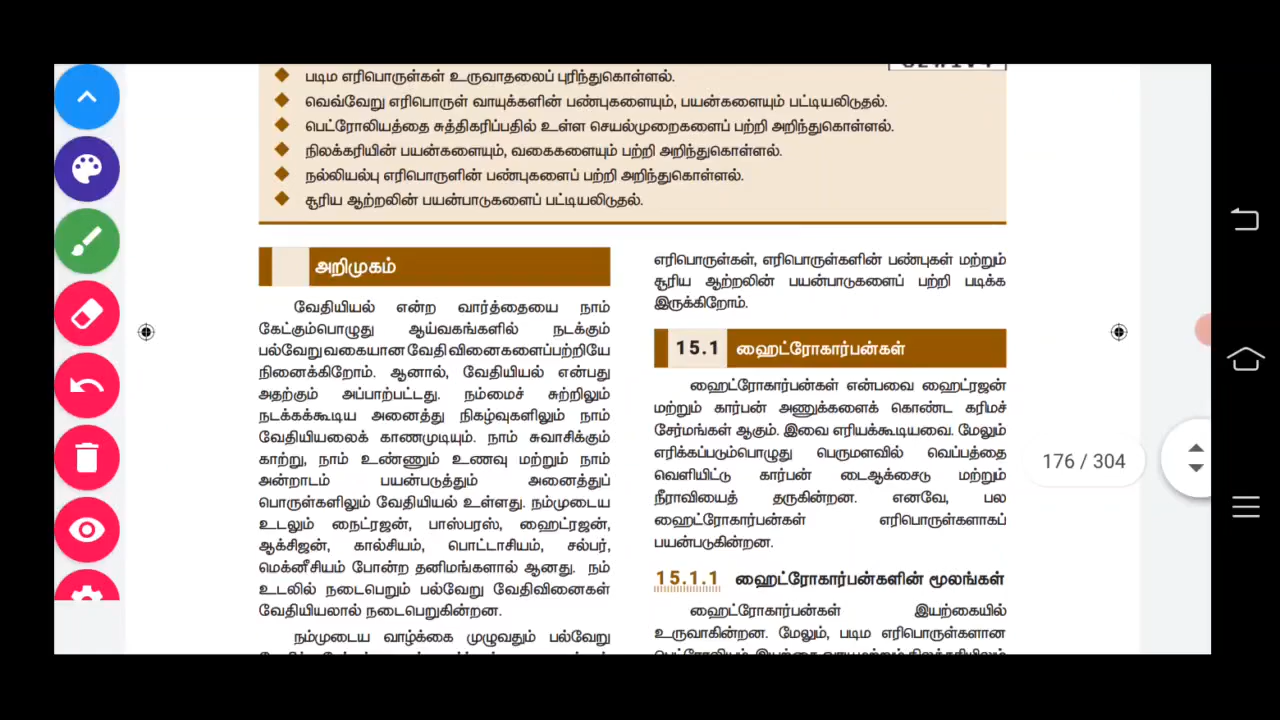 படிம எரிபொருள்கள் உருவாதலைப் புரிந்துகொள்ளல்.
வெவ்வேறு எரிபொருள் வாயுக்களின் பண்புகளையும், பயன்களையும் பட்டியலிடுதல்.
பெட்ரோலியத்தை சுத்திகரிப்பதில் உள்ள செயல்முறைகளைப் பற்றி அறிந்துகொள்ளல்.
நிலக்கரியின் பயன்களையும், வகைகளையும் பற்றி அறிந்துகொள்ளல்.
நல்லியல்பு எரிபொருளின் பண்புகளைப் பற்றி அறிந்துகொள்ளல்.
சூரிய ஆற்றலின் பயன்பாடுகளைப் பட்டியலிடுதல்.
அறிமுகம்
வேதியியல் என்ற வார்த்தையை நாம்
கேட்கும்பொழுது ஆய்வகங்களில் நடக்கும்
பல்வேறு வகையான வேதிவினைகளைப்பற்றியே
நினைக்கிறோம். ஆனால், வேதியியல் என்பது
அதற்கும் அப்பாற்பட்டது. நம்மைச் சுற்றிலும்
நடக்கக்கூடிய அனைத்து நிகழ்வுகளிலும் நாம்
வேதியியலைக் காணமுடியும். நாம் சுவாசிக்கும்
காற்று, நாம் உண்ணும் உணவு மற்றும் நாம்
அன்றாடம் பயன்படுத்தும் அனைத்துப்
பொருள்களிலும் வேதியியல் உள்ளது. நம்முடைய
உடலும் நைட்ரஜன், பாஸ்பரஸ், ஹைட்ரஜன்,
ஆக்சிஜன், கால்சியம், பொட்டாசியம், சல்பர்,
மெக்னீசியம் போன்ற தனிமங்களால் ஆனது. நம்
உடலில் நடைபெறும் பல்வேறு வேதிவினைகள்
வேதியியலால் நடைபெறுகின்றன.
நம்முடைய வாழ்க்கை முழுவதும் பல்வேறு
எரிபொருள்கள், எரிபொருள்களின் பண்புகள் மற்றும்
சூரிய ஆற்றலின் பயன்பாடுகளைப் பற்றி படிக்க
இருக்கிறோம்.
15.1 ஹைட்ரோகார்பன்கள்
ஹைட்ரோகார்பன்கள் என்பவை ஹைட்ரஜன்
மற்றும் கார்பன் அணுக்களைக் கொண்ட கரிமச்
சேர்மங்கள் ஆகும். இவை எரியக்கூடியவை. மேலும்
எரிக்கப்படும்பொழுது பெருமளவில் வெப்பத்தை
வெளியிட்டு கார்பன் டைஆக்சைடு மற்றும்
நீராவியைத் தருகின்றன. எனவே, பல
ஹைட்ரோகார்பன்கள் எரிபொருள்களாகப்
பயன்படுகின்றன.
15.1.1 ஹைட்ரோகார்பன்களின் மூலங்கள்
ஹைட்ரோகார்பன்கள் இயற்கையில்
உருவாகின்றன. மேலும், படிம எரிபொருள்களான
பெட்ரோலியம், இயற்கை வாயு மற்றும் நிலக்கரியிலும்
176 / 304